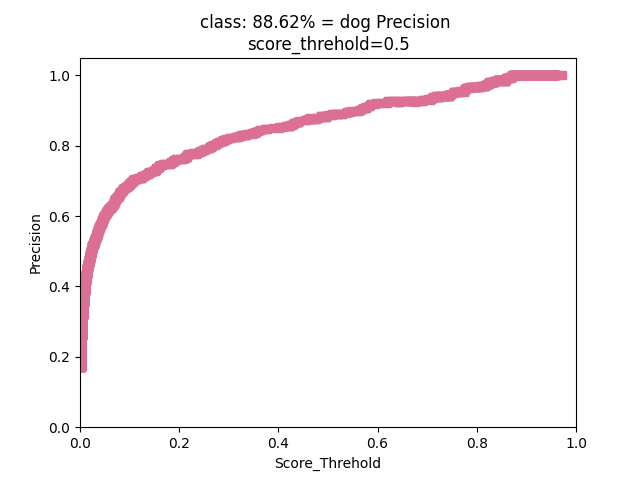 class: 88.62% = dog Precision
score_threhold=0.5
1.0
0.8
0.6
0.4
0.2
0.0
Precision
0.0 0.2 0.4 0.6 0.8 1.0
Score_Threhold